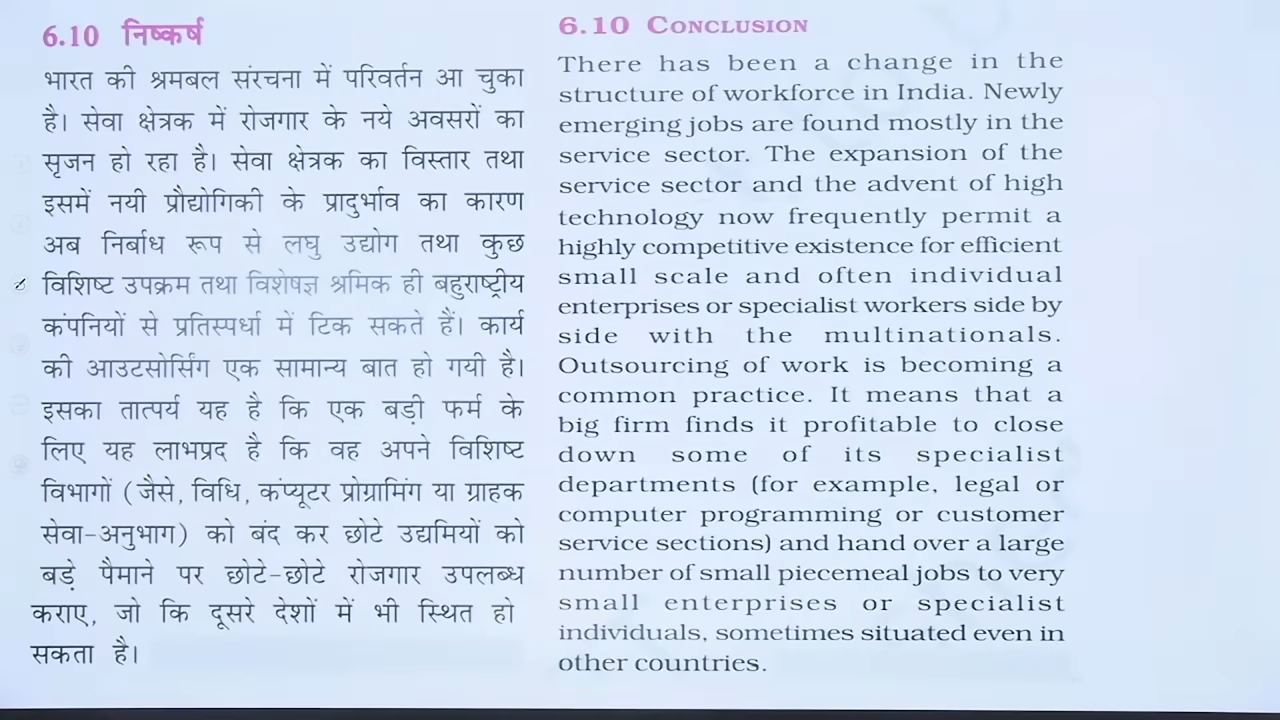 6.10 निष्कर्ष
भारत की श्रमबल संरचना में परिवर्तन आ चुका
है। सेवा क्षेत्रक में रोजगार के नये अवसरों का
सृजन हो रहा है। सेवा क्षेत्रक का विस्तार तथा
इसमें नयी प्रौद्योगिकी के प्रादुर्भाव का कारण
अब निर्बाध रूप से लघु उद्योग तथा कुछ
विशिष्ट उपक्रम तथा विशेषज्ञ श्रमिक ही बहुराष्ट्रीय
कंपनियों से प्रतिस्पर्धा में टिक सकते हैं। कार्य
की आउटसोर्सिंग एक सामान्य बात हो गयी है।
इसका तात्पर्य यह है कि एक बड़ी फर्म के
लिए यह लाभप्रद है कि वह अपने विशिष्ट
विभागों (जैसे, विधि, कंप्यूटर प्रोग्रामिंग या ग्राहक
सेवा-अनुभाग) को बंद कर छोटे उद्यमियों को
बड़े पैमाने पर छोटे-छोटे रोजगार उपलब्ध
कराए, जो कि दूसरे देशों में भी स्थित हो
सकता है।
6.10 CONCLUSION
There has been a change in the
structure of workforce in India. Newly
emerging jobs are found mostly in the
service sector. The expansion of the
service sector and the advent of high
technology now frequently permit a
highly competitive existence for efficient
small scale and often individual
enterprises or specialist workers side by
side with the multinationals.
Outsourcing of work is becoming a
common practice. It means that a
big firm finds it profitable to close
down some of its specialist
departments (for example, legal or
computer programming or customer
service sections) and hand over a large
number of small piecemeal jobs to very
small enterprises or specialist
individuals, sometimes situated even in
other countries.